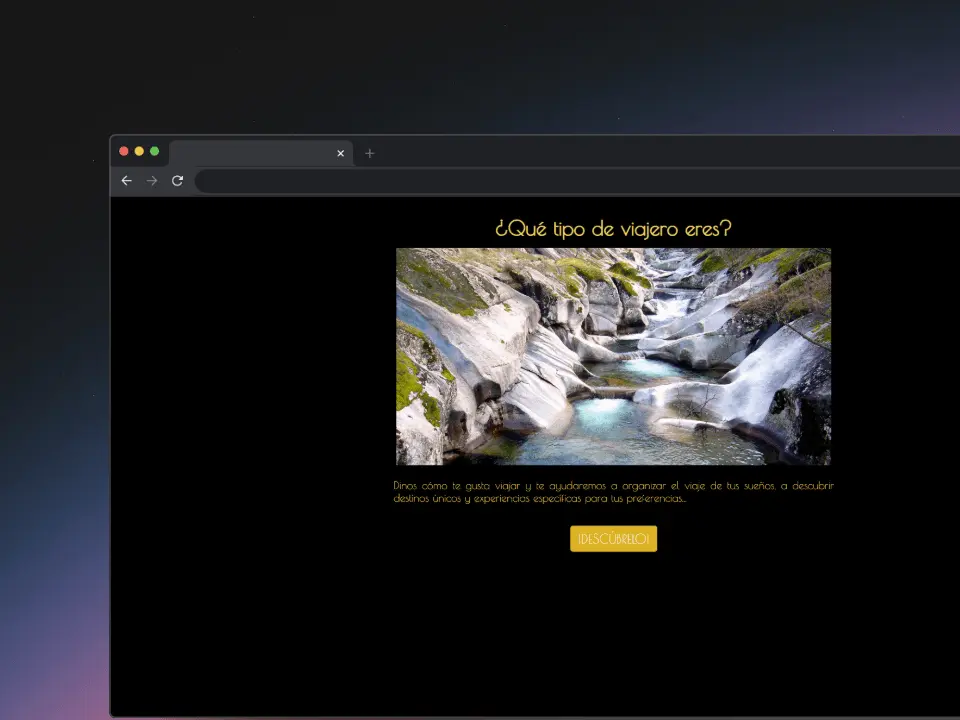 ¿Qué tipo de viajero eres?
Dinos cómo te gusta viajar y te ayudaremos a organizar el viaje de tus sueños, a descubrir
destinos únicos y experiencias específicas para tus preferencias...
¡DESCÚBRELO!